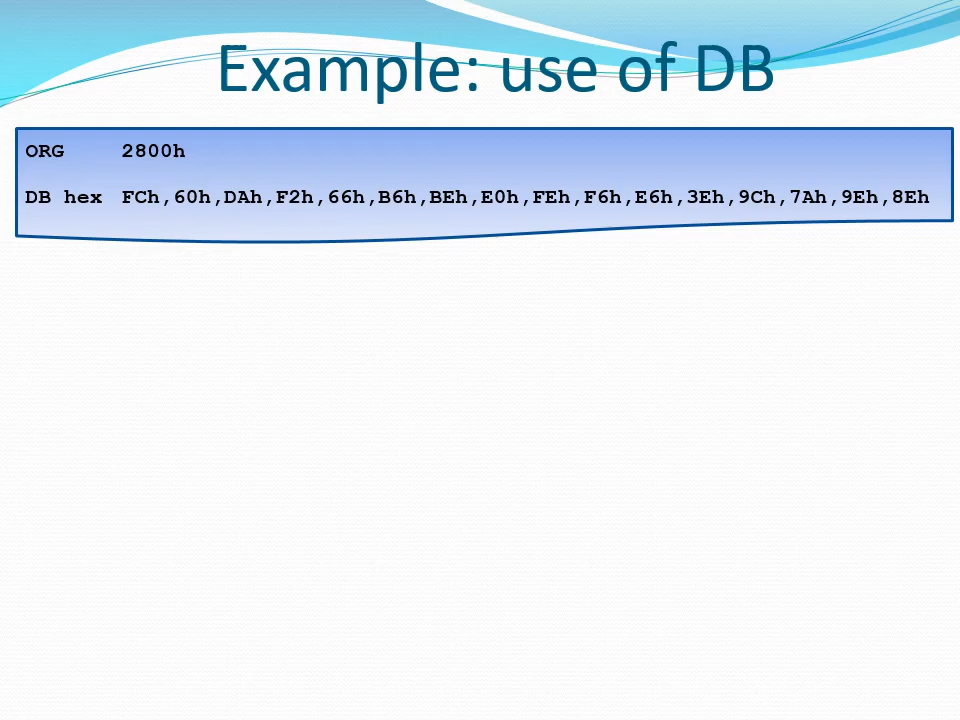 Example: use of DB
ORG 2800h
DB hex FCh,60h,DAh,F2h,66h,B6h,BEh,E0h,FEh,F6h,E6h,3Eh,9Ch,7Ah,9Eh,8Eh